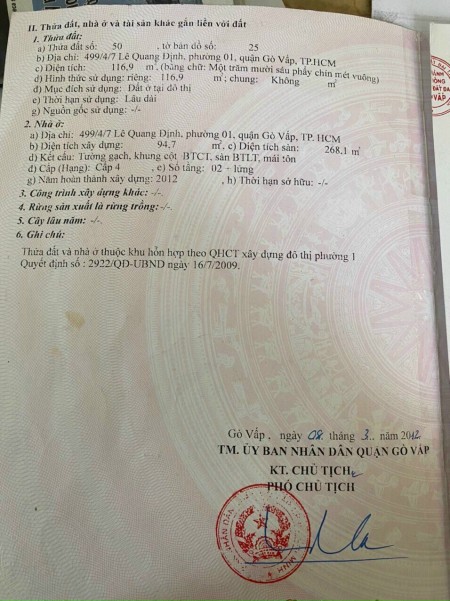 II. Thửa đất, nhà ở và tài sản khác gắn liền với đất
1. Thửa đất:
a) Thửa đất số: 50 , tờ bản đồ số: 25
b) Địa chỉ: 499/4/7 Lê Quang Định, phường 01, quận Gò Vấp, TP.HCM
c) Diện tích: 116,9 m², (bằng chữ: Một trăm mười sáu phẩy chín mét vuông)
d) Hình thức sử dụng: riêng: 116,9 m²; chung: Không m²
đ) Mục đích sử dụng: Đất ở tại đô thị
e) Thời hạn sử dụng: Lâu dài
g) Nguồn gốc sử dụng: -/-
2. Nhà ở:
a) Địa chỉ: 499/4/7 Lê Quang Định, phường 01, quận Gò Vấp, TP. HCM
b) Diện tích xây dựng: 94,7 m², c) Diện tích sàn: 268,1 m²
d) Kết cấu: Tường gạch, khung cột BTCT, sàn BTLT, mái tôn
đ) Cấp (Hạng): Cấp 4 , e) Số tầng: 02 + lửng
g) Năm hoàn thành xây dựng: 2012 , h) Thời hạn sở hữu: -/-
3. Công trình xây dựng khác: -/-
4. Rừng sản xuất là rừng trồng: -/-
5. Cây lâu năm: -/-
6. Ghi chú:
Thửa đất và nhà ở thuộc khu hỗn hợp theo QHCT xây dựng đô thị phường 1
Quyết định số : 2922/QĐ-UBND ngày 16/7/2009.
Gò Vấp , ngày 08 tháng 3.. năm 2012
TM. ỦY BAN NHÂN DÂN QUẬN GÒ VẤP
KT. CHỦ TỊCH
PHÓ CHỦ TỊCH